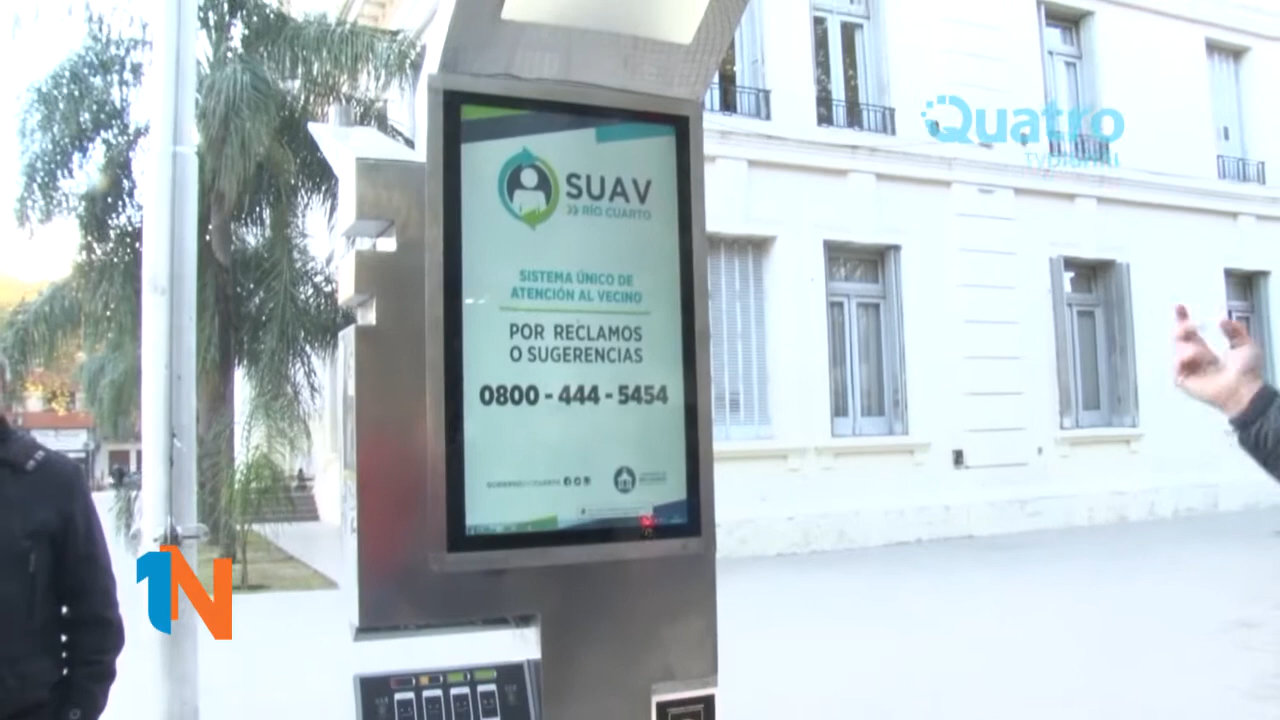 Quatro
SUAV
» RÍO CUARTO
SISTEMA ÚNICO DE
ATENCIÓN AL VECINO
POR RECLAMOS
O SUGERENCIAS
0800 - 444 - 5454
1N